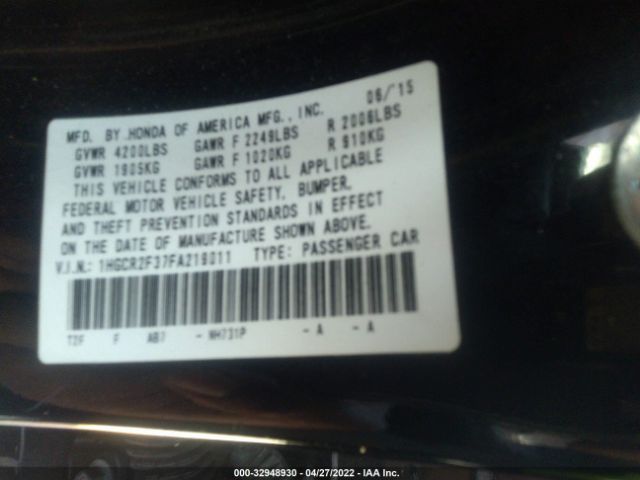 MFD. BY HONDA OF AMERICA MFG., INC. 06/'15
GVWR 4200LBS GAWR F 2249LBS R 2006LBS
GVWR 1905KG GAWR F 1020KG R 910KG
THIS VEHICLE CONFORMS TO ALL APPLICABLE
FEDERAL MOTOR VEHICLE SAFETY, BUMPER,
AND THEFT PREVENTION STANDARDS IN EFFECT
ON THE DATE OF MANUFACTURE SHOWN ABOVE.
V.I.N.: 1HGCR2F37FA219011 TYPE: PASSENGER CAR
T2F F AB7 - NH731P - A - A
000-32948930 - 04/27/2022 - IAA Inc.